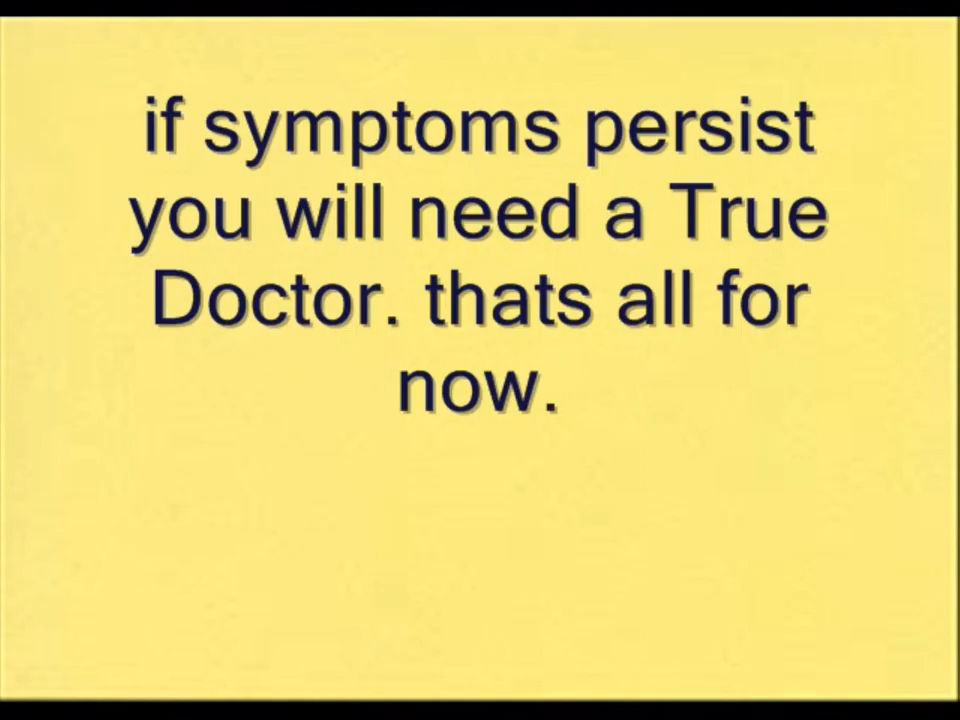 if symptoms persist
you will need a True
Doctor. thats all for
now.